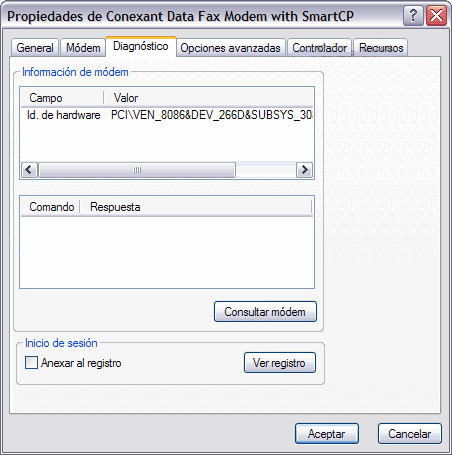 Propiedades de Conexant Data Fax Modem with SmartCP
General Módem Diagnóstico Opciones avanzadas Controlador Recursos
Información de módem
Campo Valor
Id. de hardware PCI\VEN_8086&DEV_266D&SUBSYS_30
Comando Respuesta
Consultar módem
Inicio de sesión
Anexar al registro Ver registro
Aceptar Cancelar